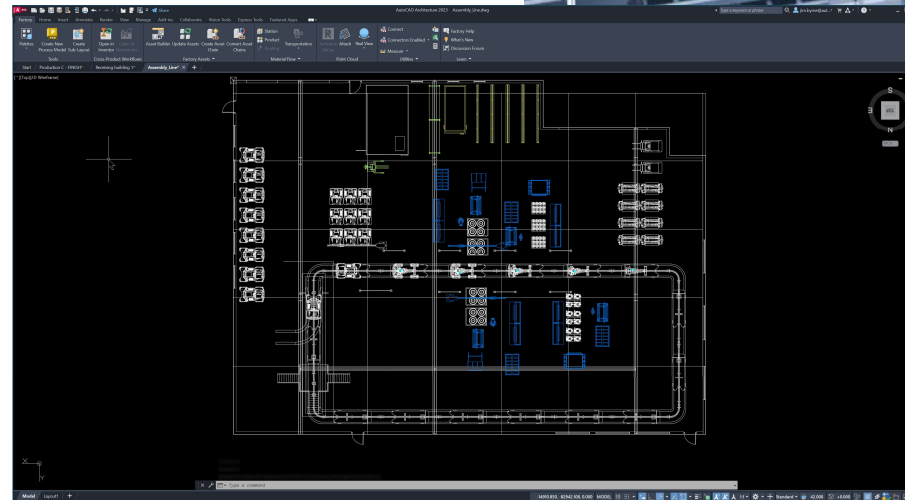 Share
AutoCAD Architecture 2023 Assembly_Line.dwg
Type a keyword or phrase
Factory Home Insert Annotate Render View Manage Add-ins Collaborate Vision Tools Express Tools Featured Apps
Palettes
Create New Process Model
Create Sub-Layout
Open in Inventor
Asset Builder
Update Assets
Create Asset Chain
Convert Asset Chains
Station
Product
Transportation
Attach
Real View
Connect
Connectors Enabled
Measure
Factory Help
What's New
Discussion Forum
Tools
Cross-Product Workflows
Factory Assets
Material Flow
Point Cloud
Utilities
Learn
Start Production C - FINISH* Receiving building 1* Assembly_Line* × +
[−][Top][2D Wireframe]
S
E
N
X
Y
Type a command
Model Layout1 +
MODEL
Standard